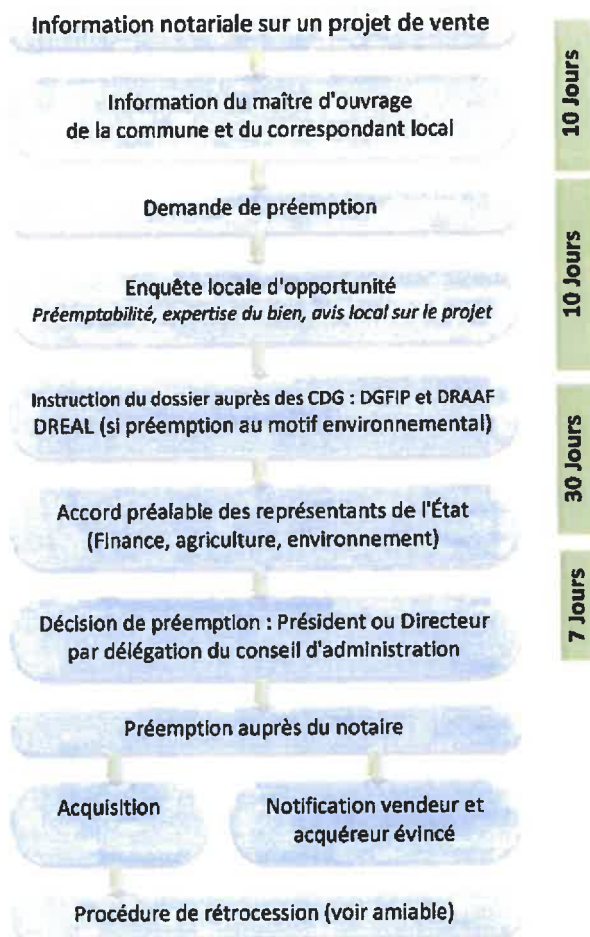 Information notariale sur un projet de vente
Information du maître d'ouvrage
de la commune et du correspondant local
10 Jours
Demande de préemption
Enquête locale d'opportunité
Préemptabilité, expertise du bien, avis local sur le projet
10 Jours
Instruction du dossier auprès des CDG : DGFIP et DRAAF
DREAL (si préemption au motif environnemental)
Accord préalable des représentants de l'État
(Finance, agriculture, environnement)
30 Jours
Décision de préemption : Président ou Directeur
par délégation du conseil d'administration
7 Jours
Préemption auprès du notaire
Acquisition
Notification vendeur et
acquéreur évincé
Procédure de rétrocession (voir amiable)